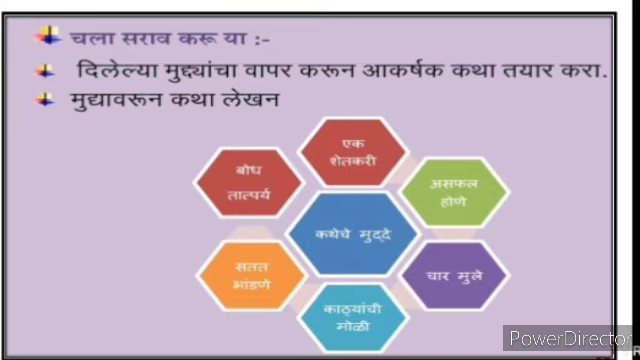 चला सराव करू या :-
दिलेल्या मुद्द्यांचा वापर करून आकर्षक कथा तयार करा.
मुद्यावरून कथा लेखन
एक
शेतकरी
असफल
होणे
चार मुले
काठ्यांची
मोळी
सतत
भांडणे
बोध
तात्पर्य
कथेचे मुद्दे
PowerDirector